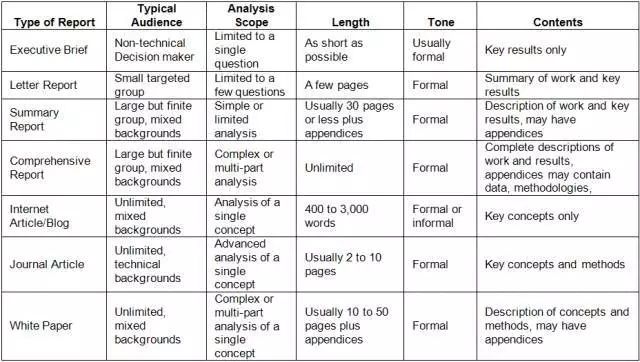 Type of Report
Typical
Audience
Analysis
Scope
Length
Tone
Contents
Executive Brief
Non-technical
Decision maker
Limited to a
single
question
As short as
possible
Usually
formal
Key results only
Letter Report
Small targeted
group
Limited to a
few questions
A few pages
Formal
Summary of work and key
results
Summary
Report
Large but finite
group, mixed
backgrounds
Simple or
limited
analysis
Usually 30 pages
or less plus
appendices
Formal
Description of work and key
results, may have
appendices
Comprehensive
Report
Large but finite
group, mixed
backgrounds
Complex or
multi-part
analysis
Unlimited
Formal
Complete descriptions of
work and results,
appendices may contain
data, methodologies,
Internet
Article/Blog
Unlimited,
mixed
backgrounds
Analysis of a
single
concept
400 to 3,000
words
Formal or
informal
Key concepts only
Journal Article
Unlimited,
technical
backgrounds
Advanced
analysis of a
single
concept
Usually 2 to 10
pages
Formal
Key concepts and methods
White Paper
Unlimited,
mixed
backgrounds
Complex or
multi-part
analysis of a
single
concept
Usually 10 to 50
pages plus
appendices
Formal
Description of concepts and
methods, may have
appendices